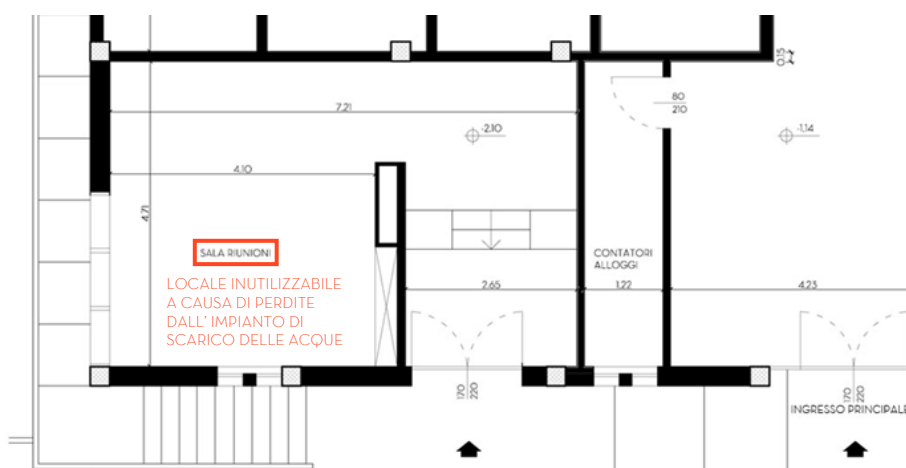 0.15
7.21
80
210
-2.10
-1.14
4.10
4.71
SALA RIUNIONI
CONTATORI
ALLOGGI
LOCALE INUTILIZZABILE
A CAUSA DI PERDITE
DALL' IMPIANTO DI
SCARICO DELLE ACQUE
2.65
1.22
4.23
170
220
170
220
INGRESSO PRINCIPALE